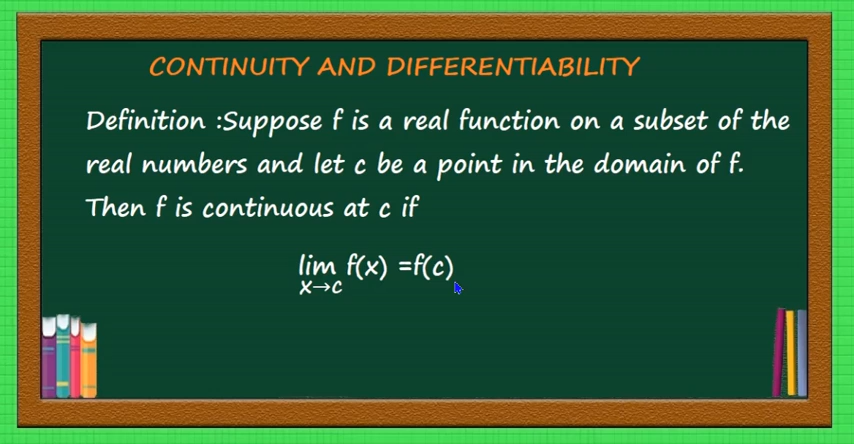 CONTINUITY AND DIFFERENTIABILITY
Definition :Suppose f is a real function on a subset of the
real numbers and let c be a point in the domain of f.
Then f is continuous at c if
lim f(x) =f(c)
x→c